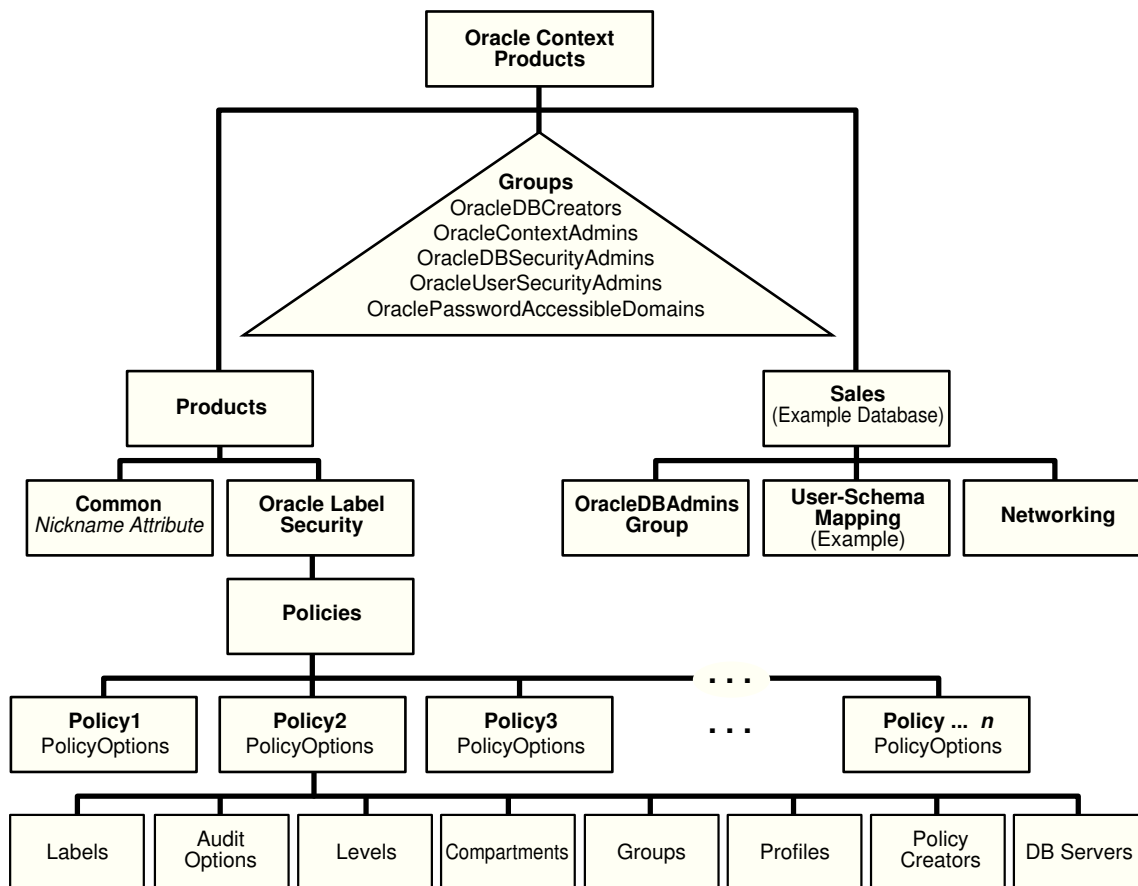 Oracle Context
Products
Groups
OracleDBCreators
OracleContextAdmins
OracleDBSecurityAdmins
OracleUserSecurityAdmins
OraclePasswordAccessibleDomains
Products
Sales
(Example Database)
Common
Nickname Attribute
Oracle Label
Security
OracleDBAdmins
Group
User-Schema
Mapping
(Example)
Networking
Policies
. . .
Policy1
PolicyOptions
Policy2
PolicyOptions
Policy3
PolicyOptions
. . .
Policy ... n
PolicyOptions
Labels
Audit
Options
Levels
Compartments
Groups
Profiles
Policy
Creators
DB Servers